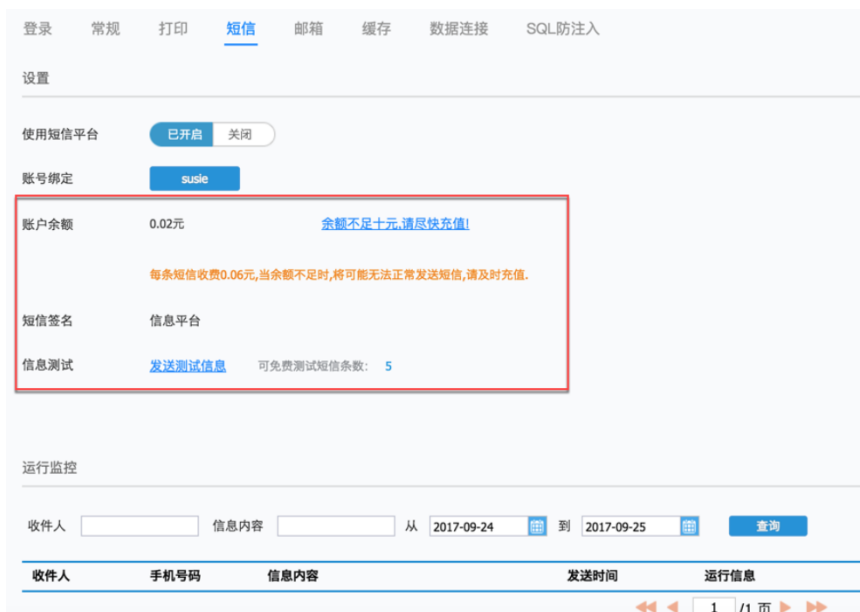 登录 常规 打印 短信 邮箱 缓存 数据连接 SQL防注入
设置
使用短信平台 已开启 关闭
账号绑定 susie
账户余额 0.02元 余额不足十元,请尽快充值!
每条短信收费0.06元,当余额不足时,将可能无法正常发送短信,请及时充值.
短信签名 信息平台
信息测试 发送测试信息 可免费测试短信条数: 5
运行监控
收件人 信息内容 从 2017-09-24 到 2017-09-25 查询
收件人 手机号码 信息内容 发送时间 运行信息
1 /1 页